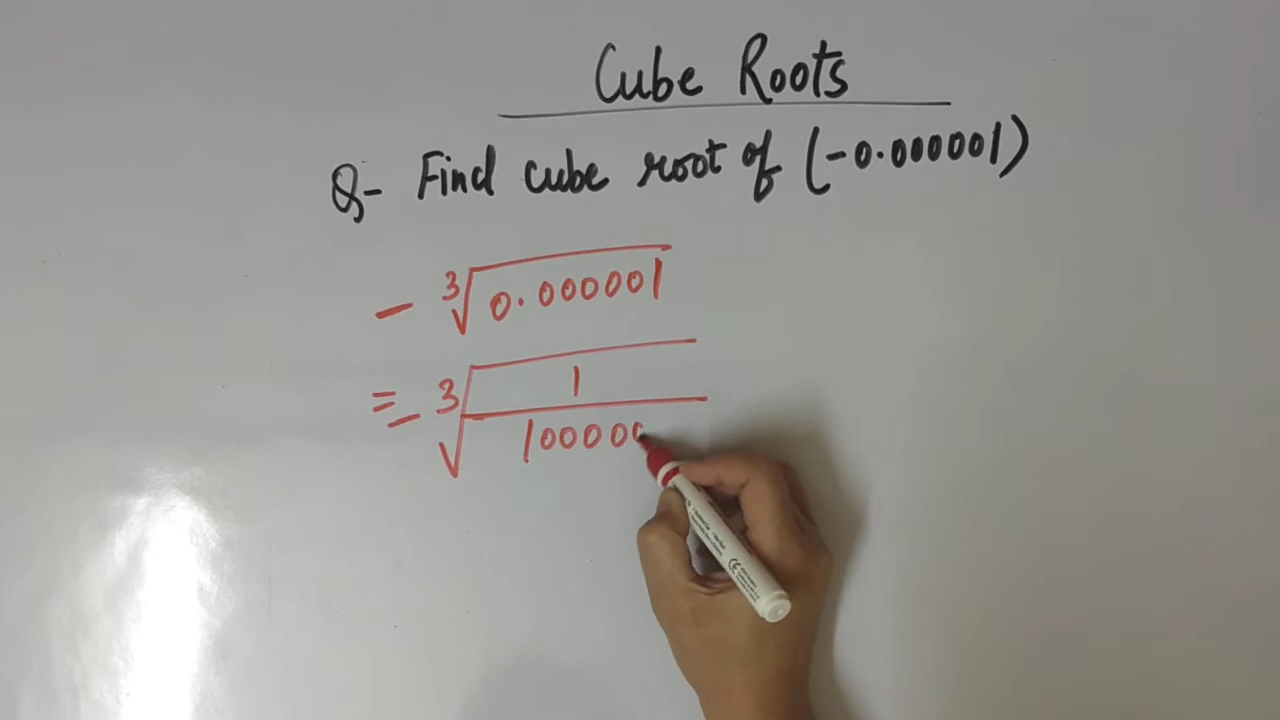 Cube Roots
Q- Find cube root of (-0.000001)
- ∛0.000001
= - ∛(1/100000